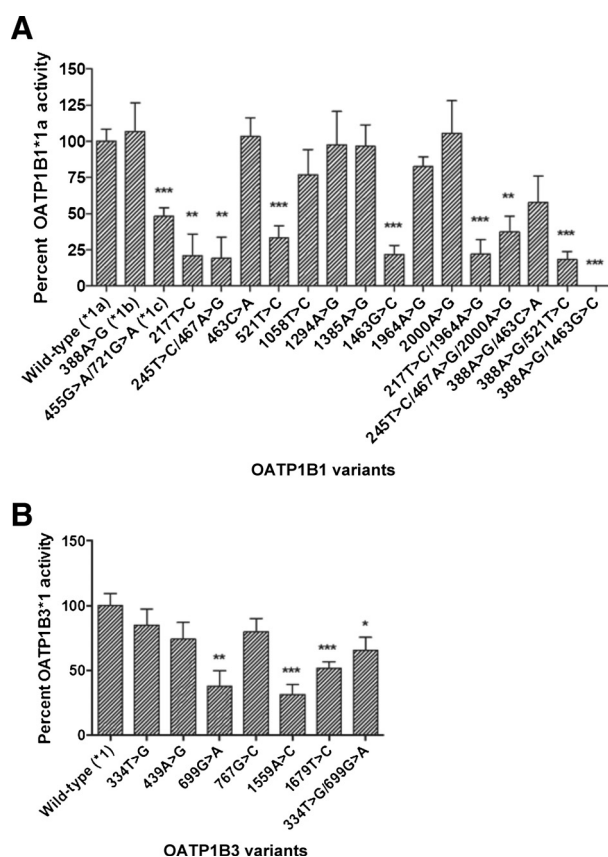 A
Percent OATP1B1*1a activity
150
125
100
75
50
25
0
***
**
**
***
***
***
**
***
***
Wild-type (*1a)
388A>G (*1b)
455G>A/721G>A (*1c)
217T>C
245T>C/467A>G
463C>A
521T>C
1058T>C
1294A>G
1385A>G
1463G>C
1964A>G
2000A>G
217T>C/1964A>G
245T>C/467A>G/2000A>G
388A>G/463C>A
388A>G/521T>C
388A>G/1463G>C
OATP1B1 variants
B
Percent OATP1B3*1 activity
150
100
50
0
**
***
***
*
Wild-type (*1)
334T>G
439A>G
699G>A
767G>C
1559A>C
1679T>C
334T>G/699G>A
OATP1B3 variants